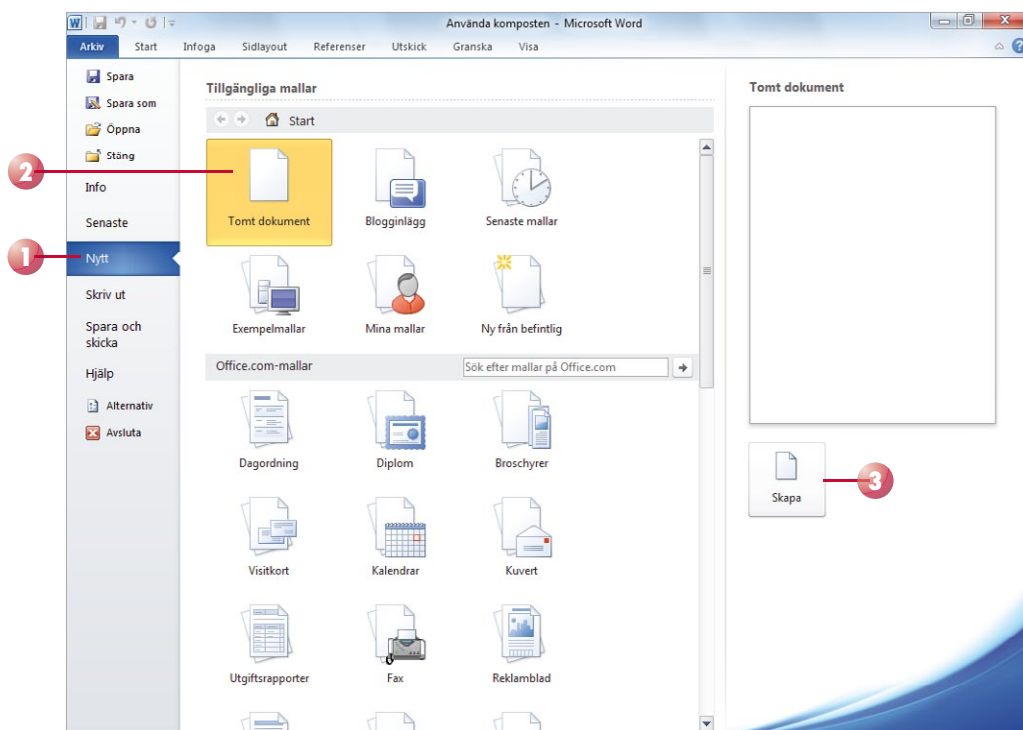 Använda komposten - Microsoft Word
Arkiv Start Infoga Sidlayout Referenser Utskick Granska Visa
Spara
Spara som
Öppna
Stäng
Info
Senaste
1
Nytt
Skriv ut
Spara och
skicka
Hjälp
Alternativ
Avsluta
Tillgängliga mallar
Start
2
Tomt dokument Blogginlägg Senaste mallar
Exempelmallar Mina mallar Ny från befintlig
Office.com-mallar Sök efter mallar på Office.com
Dagordning Diplom Broschyrer
Visitkort Kalendrar Kuvert
Utgiftsrapporter Fax Reklamblad
Tomt dokument
Skapa
3